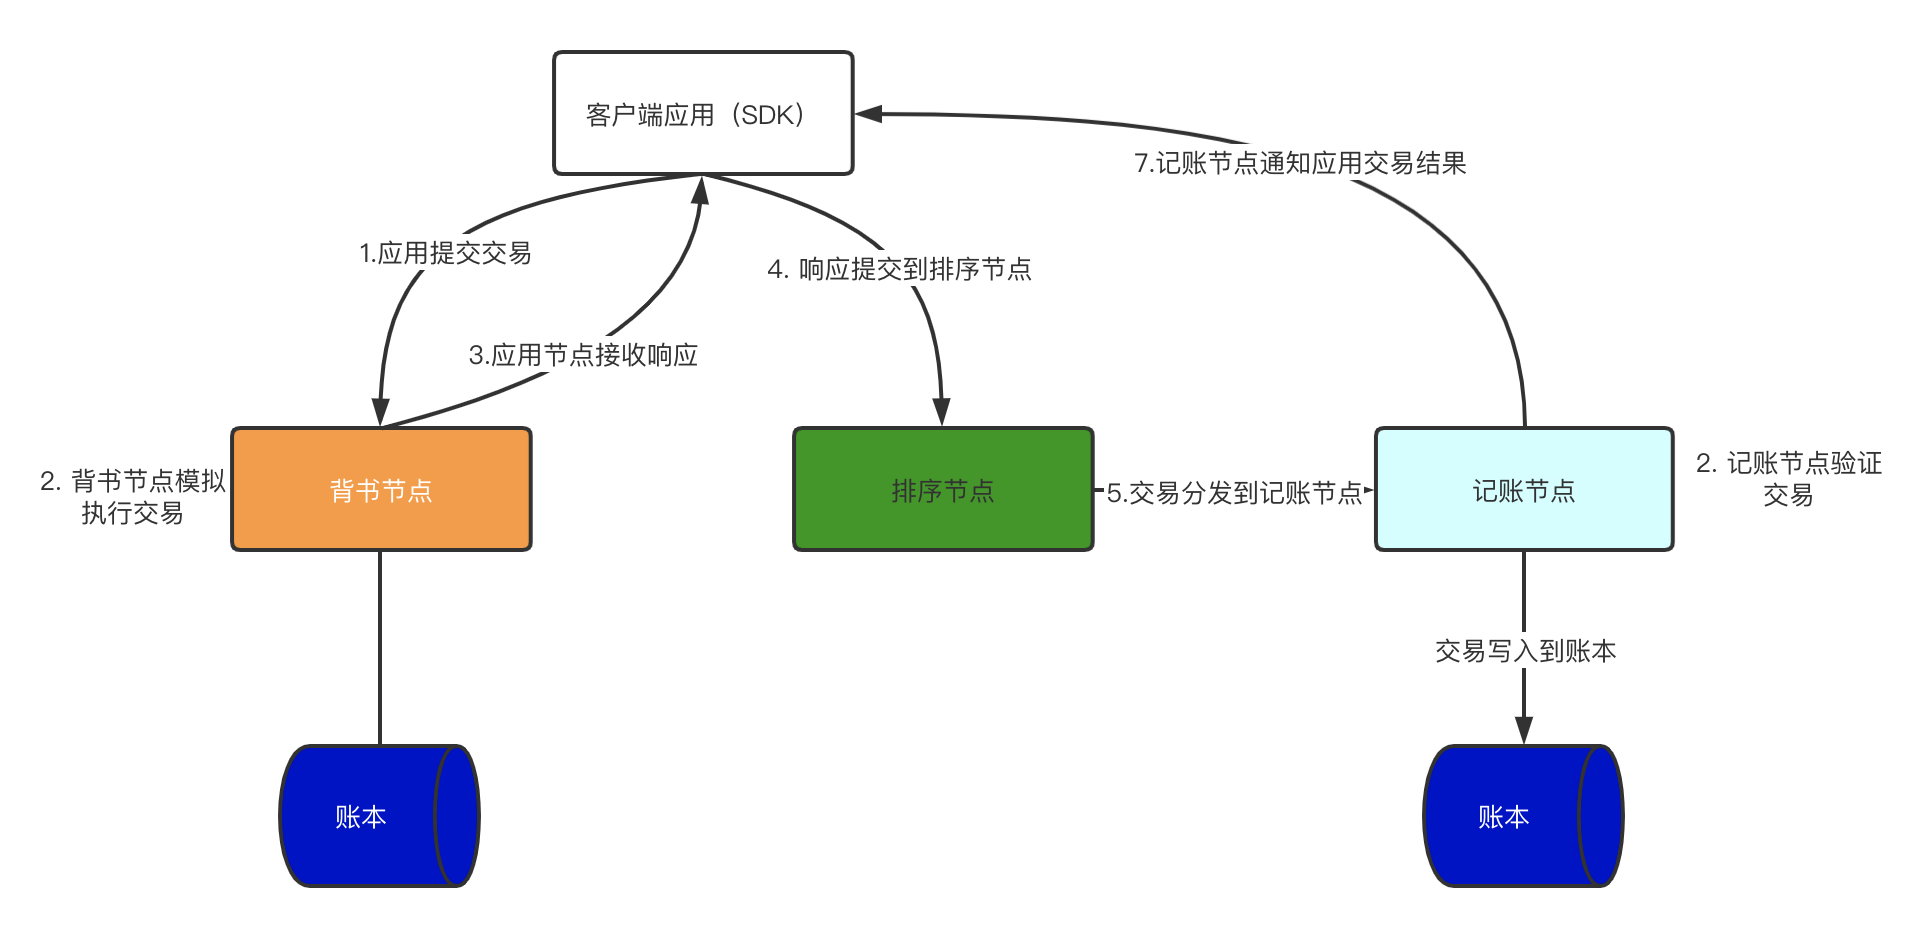 客户端应用（SDK）
7.记账节点通知应用交易结果
1.应用提交交易
4. 响应提交到排序节点
3.应用节点接收响应
2. 背书节点模拟
执行交易
背书节点
排序节点
5.交易分发到记账节点
记账节点
2. 记账节点验证
交易
交易写入到账本
账本
账本